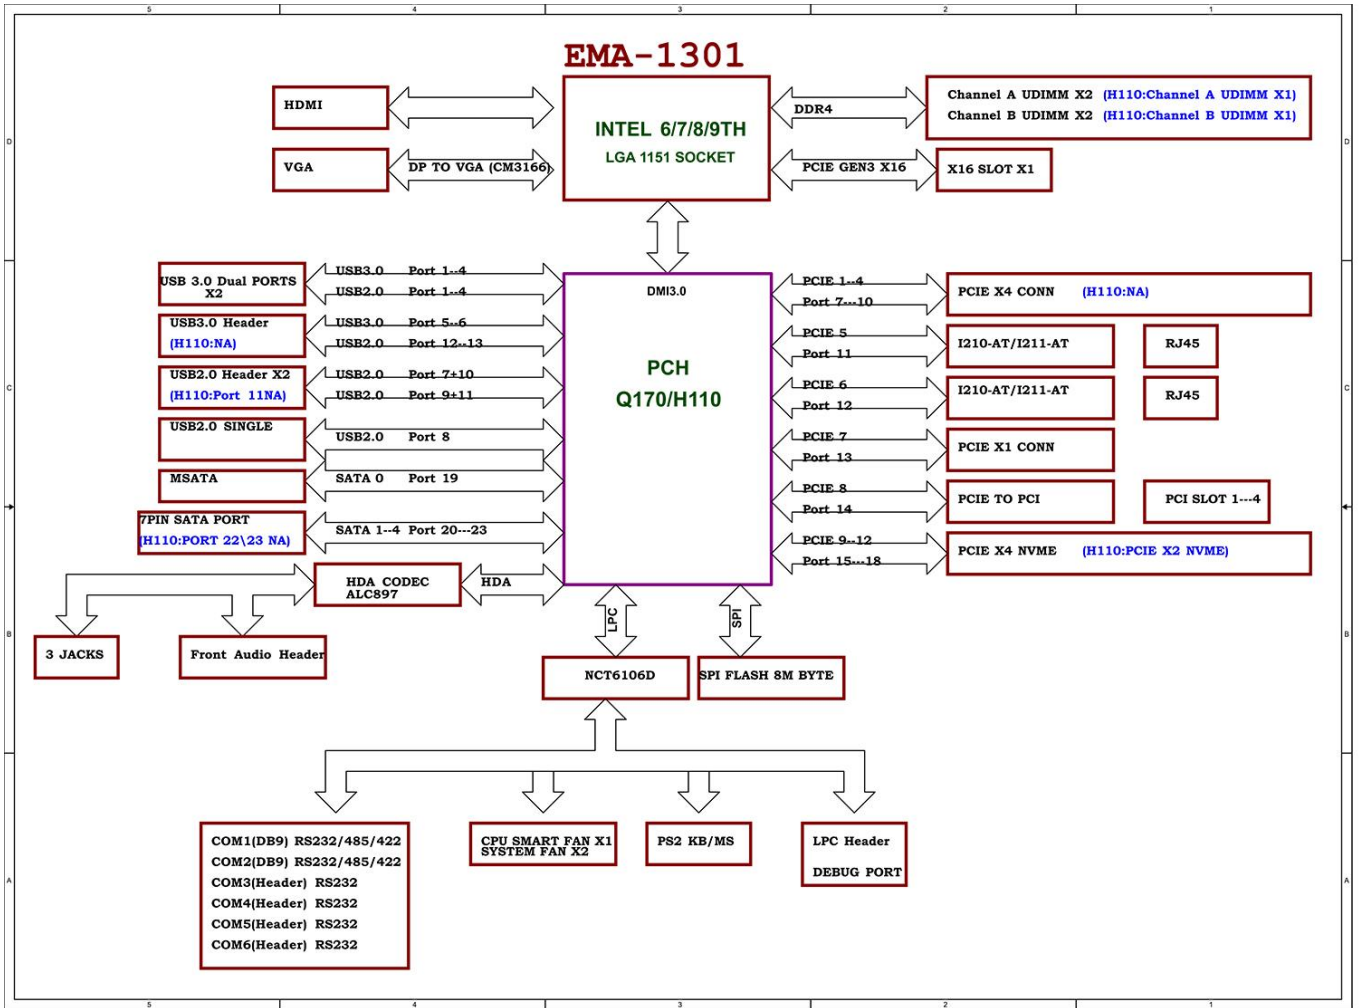 5 4 3 2 1
EMA-1301
HDMI
VGA
DP TO VGA (CM3166)
INTEL 6/7/8/9TH
LGA 1151 SOCKET
DDR4
Channel A UDIMM X2 (H110:Channel A UDIMM X1)
Channel B UDIMM X2 (H110:Channel B UDIMM X1)
PCIE GEN3 X16
X16 SLOT X1
D D
USB 3.0 Dual PORTS
X2
USB3.0 Port 1--4
USB2.0 Port 1--4
USB3.0 Header
(H110:NA)
USB3.0 Port 5--6
USB2.0 Port 12--13
USB2.0 Header X2
(H110:Port 11NA)
USB2.0 Port 7+10
USB2.0 Port 9+11
USB2.0 SINGLE
USB2.0 Port 8
MSATA
SATA 0 Port 19
7PIN SATA PORT
(H110:PORT 22\23 NA)
SATA 1--4 Port 20---23
HDA CODEC
ALC897
HDA
3 JACKS
Front Audio Header
DMI3.0
PCH
Q170/H110
PCIE 1--4
Port 7---10
PCIE X4 CONN (H110:NA)
PCIE 5
Port 11
I210-AT/I211-AT
RJ45
PCIE 6
Port 12
I210-AT/I211-AT
RJ45
PCIE 7
Port 13
PCIE X1 CONN
PCIE 8
Port 14
PCIE TO PCI
PCI SLOT 1---4
PCIE 9--12
Port 15---18
PCIE X4 NVME (H110:PCIE X2 NVME)
C C
LPC
SPI
NCT6106D
SPI FLASH 8M BYTE
B B
COM1(DB9) RS232/485/422
COM2(DB9) RS232/485/422
COM3(Header) RS232
COM4(Header) RS232
COM5(Header) RS232
COM6(Header) RS232
CPU SMART FAN X1
SYSTEM FAN X2
PS2 KB/MS
LPC Header
DEBUG PORT
A A
5 4 3 2 1